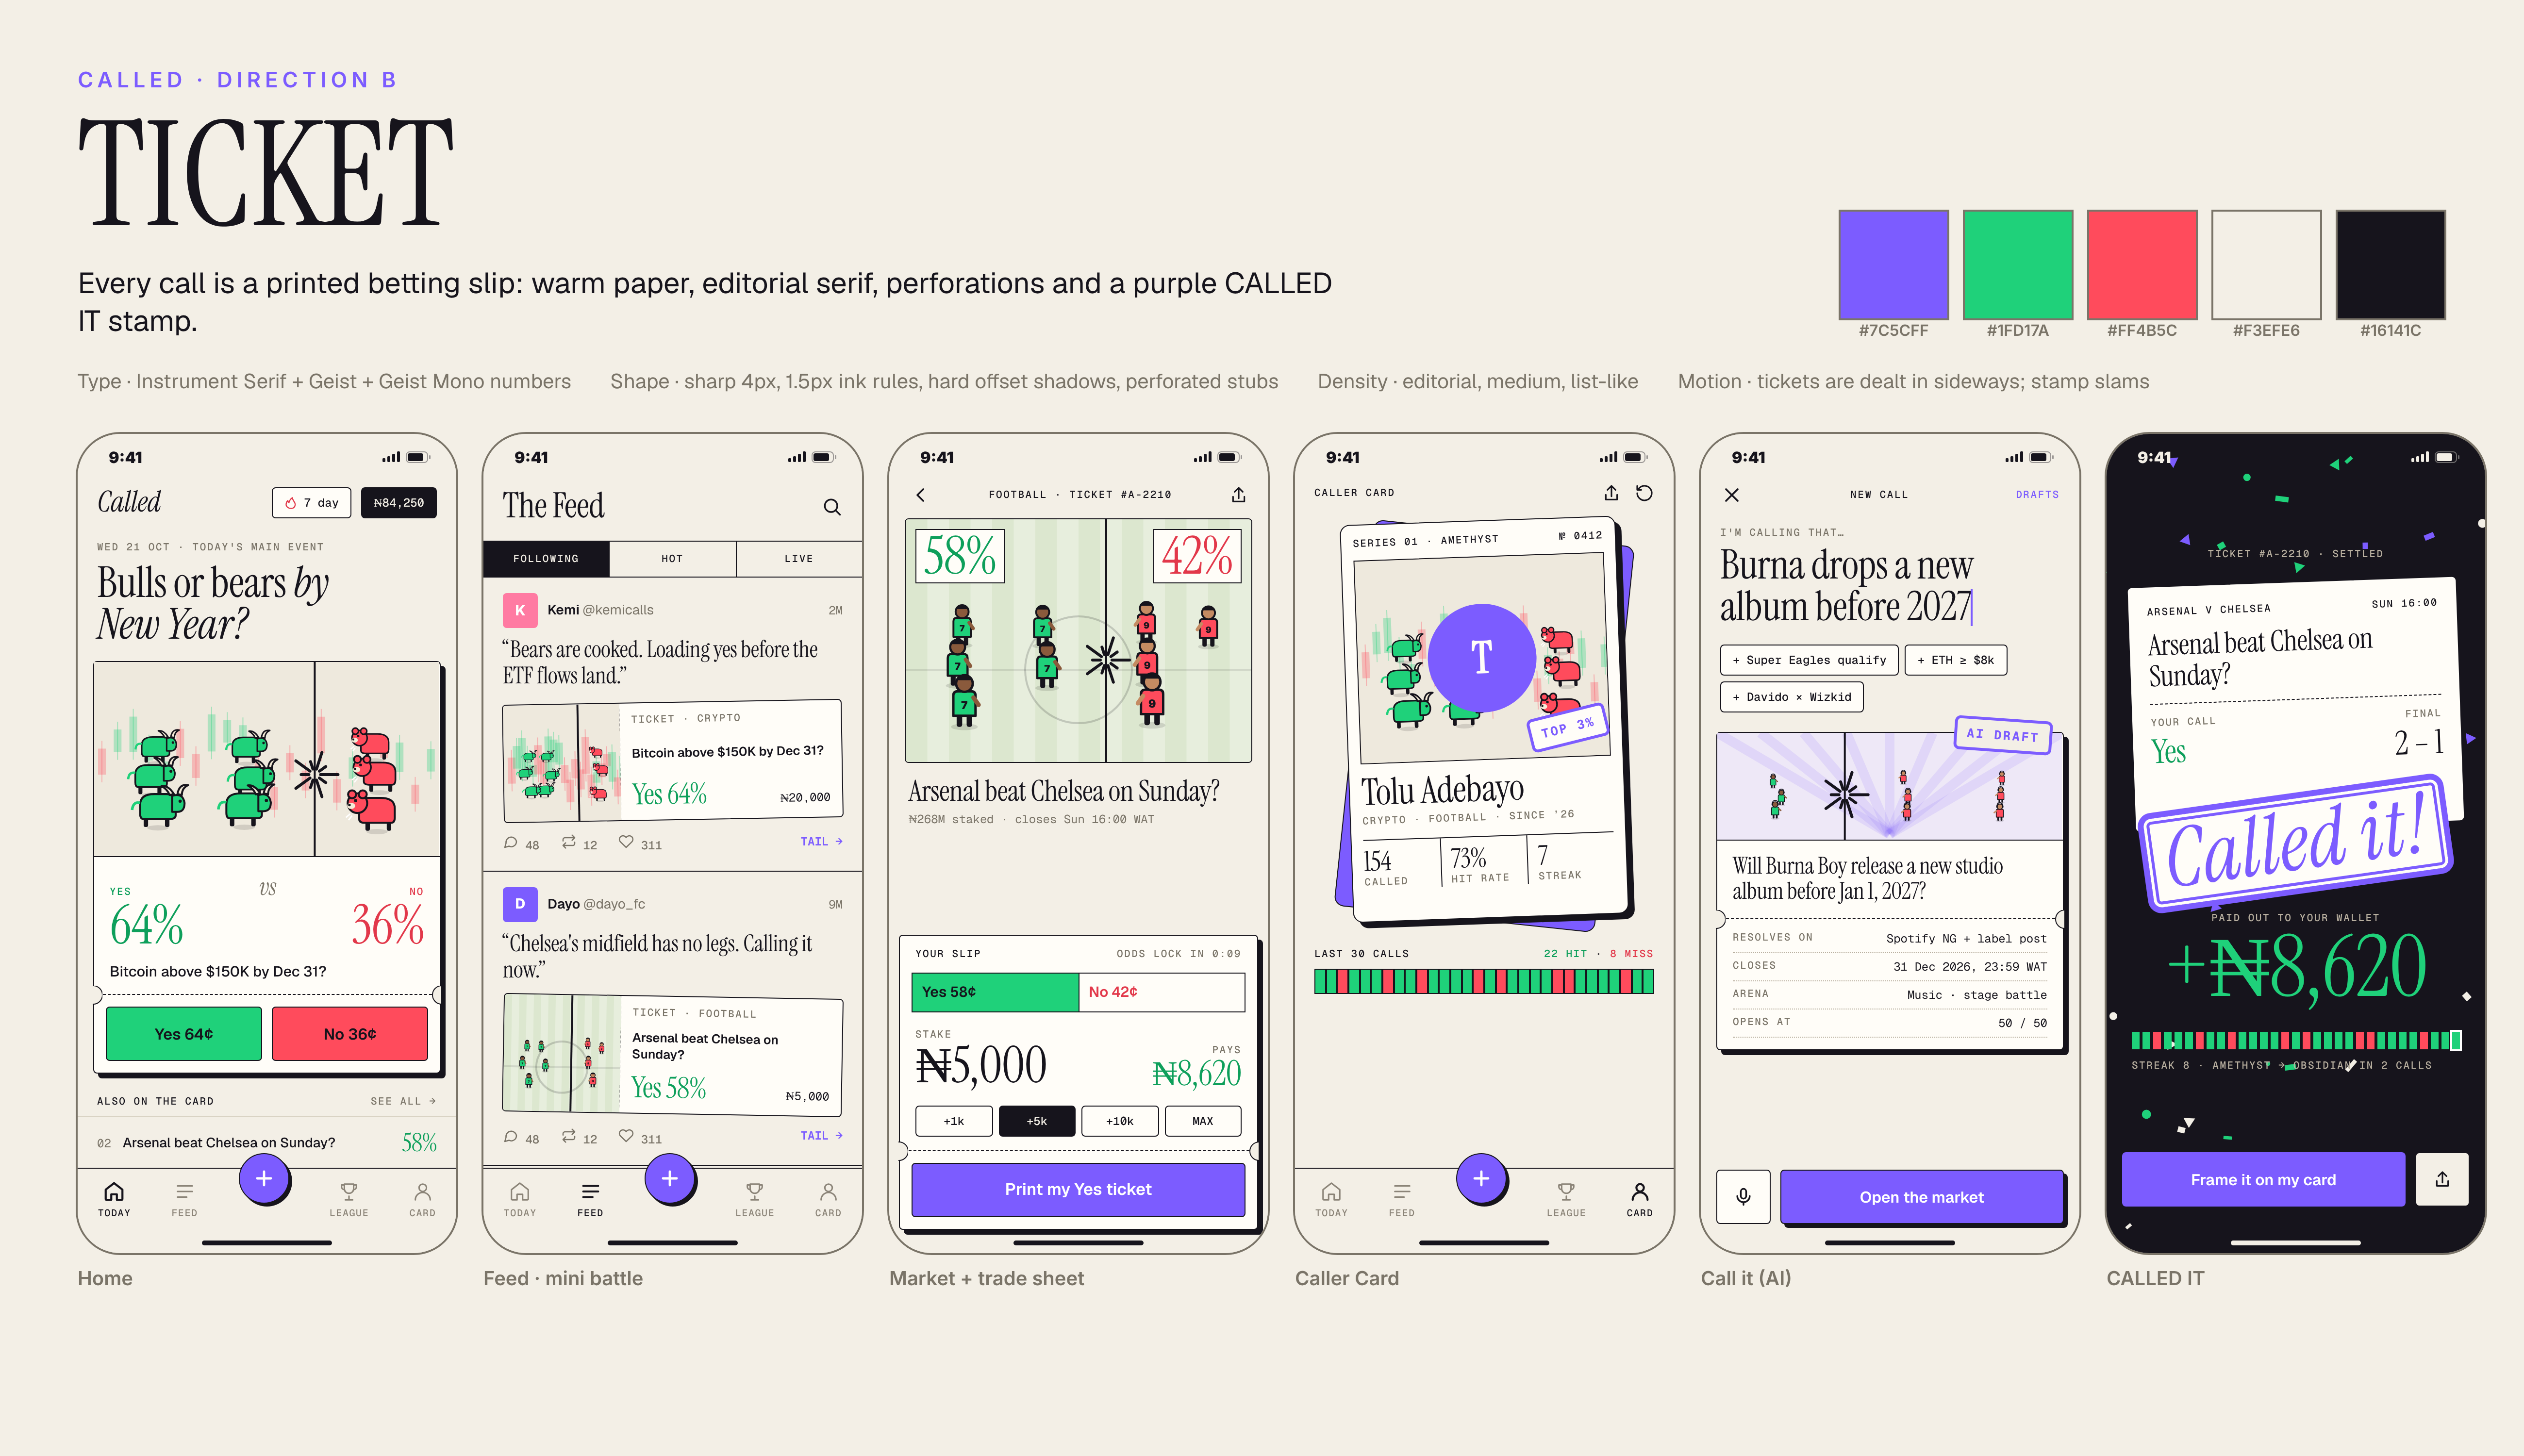 CALLED · DIRECTION B
TICKET
Every call is a printed betting slip: warm paper, editorial serif, perforations and a purple CALLED
IT stamp.
#7C5CFF
#1FD17A
#FF4B5C
#F3EFE6
#16141C
Type · Instrument Serif + Geist + Geist Mono numbers
Shape · sharp 4px, 1.5px ink rules, hard offset shadows, perforated stubs
Density · editorial, medium, list-like
Motion · tickets are dealt in sideways; stamp slams
9:41
Called
7 day
₦84,250
WED 21 OCT · TODAY'S MAIN EVENT
Bulls or bears by
New Year?
YES
vs
NO
64%
36%
Bitcoin above $150K by Dec 31?
Yes 64¢
No 36¢
ALSO ON THE CARD
SEE ALL →
02 Arsenal beat Chelsea on Sunday? 58%
+
TODAY
FEED
LEAGUE
CARD
Home
9:41
The Feed
FOLLOWING
HOT
LIVE
K
Kemi @kemicalls
2M
“Bears are cooked. Loading yes before the
ETF flows land.”
TICKET · CRYPTO
Bitcoin above $150K by Dec 31?
Yes 64%
₦20,000
48
12
311
TAIL →
D
Dayo @dayo_fc
9M
“Chelsea's midfield has no legs. Calling it
now.”
TICKET · FOOTBALL
Arsenal beat Chelsea on
Sunday?
Yes 58%
₦5,000
48
12
311
TAIL →
+
TODAY
FEED
LEAGUE
CARD
Feed · mini battle
9:41
FOOTBALL · TICKET #A-2210
58%
42%
7
7
9
9
7
7
9
7
9
Arsenal beat Chelsea on Sunday?
₦268M staked · closes Sun 16:00 WAT
YOUR SLIP
ODDS LOCK IN 0:09
Yes 58¢
No 42¢
STAKE
₦5,000
PAYS
₦8,620
+1k
+5k
+10k
MAX
Print my Yes ticket
Market + trade sheet
9:41
CALLER CARD
SERIES 01 · AMETHYST
№ 0412
T
TOP 3%
Tolu Adebayo
CRYPTO · FOOTBALL · SINCE '26
154
CALLED
73%
HIT RATE
7
STREAK
LAST 30 CALLS
22 HIT · 8 MISS
+
TODAY
FEED
LEAGUE
CARD
Caller Card
9:41
NEW CALL
DRAFTS
I'M CALLING THAT…
Burna drops a new
album before 2027
+ Super Eagles qualify
+ ETH ≥ $8k
+ Davido × Wizkid
AI DRAFT
Will Burna Boy release a new studio
album before Jan 1, 2027?
RESOLVES ON
Spotify NG + label post
CLOSES
31 Dec 2026, 23:59 WAT
ARENA
Music · stage battle
OPENS AT
50 / 50
Open the market
Call it (AI)
9:41
TICKET #A-2210 · SETTLED
ARSENAL V CHELSEA
SUN 16:00
Arsenal beat Chelsea on
Sunday?
YOUR CALL
Yes
FINAL
2 – 1
Called it!
PAID OUT TO YOUR WALLET
+₦8,620
STREAK 8 · AMETHYST → OBSIDIAN IN 2 CALLS
Frame it on my card
CALLED IT